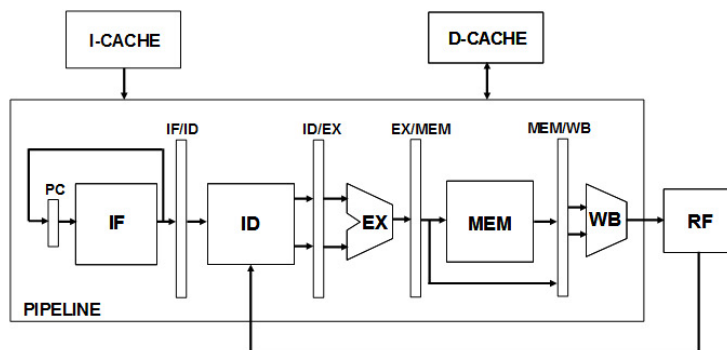 I-CACHE
D-CACHE
IF/ID
ID/EX
EX/MEM
MEM/WB
PC
IF
ID
EX
MEM
WB
RF
PIPELINE